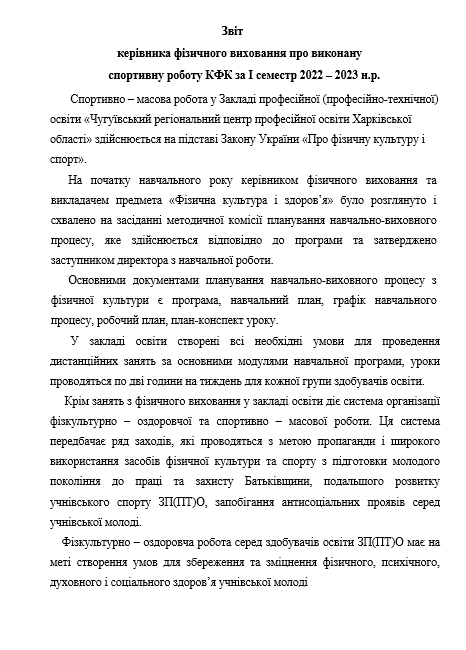 Звіт
керівника фізичного виховання про виконану
спортивну роботу КФК за І семестр 2022 – 2023 н.р.
Спортивно – масова робота у Закладі професійної (професійно-технічної)
освіти «Чугуївський регіональний центр професійної освіти Харківської
області» здійснюється на підставі Закону України «Про фізичну культуру і
спорт».
На початку навчального року керівником фізичного виховання та
викладачем предмета «Фізична культура і здоров’я» було розглянуто і
схвалено на засіданні методичної комісії планування навчально-виховного
процесу, яке здійснюється відповідно до програми та затверджено
заступником директора з навчальної роботи.
Основними документами планування навчально-виховного процесу з
фізичної культури є програма, навчальний план, графік навчального
процесу, робочий план, план-конспект уроку.
У закладі освіти створені всі необхідні умови для проведення
дистанційних занять за основними модулями навчальної програми, уроки
проводяться по дві години на тиждень для кожної групи здобувачів освіти.
Крім занять з фізичного виховання у закладі освіти діє система організації
фізкультурно – оздоровчої та спортивно – масової роботи. Ця система
передбачає ряд заходів, які проводяться з метою пропаганди і широкого
використання засобів фізичної культури та спорту з підготовки молодого
покоління до праці та захисту Батьківщини, подальшого розвитку
учнівського спорту ЗП(ПТ)О, запобігання антисоціальних проявів серед
учнівської молоді.
Фізкультурно – оздоровча робота серед здобувачів освіти ЗП(ПТ)О має на
меті створення умов для збереження та зміцнення фізичного, психічного,
духовного і соціального здоров’я учнівської молоді